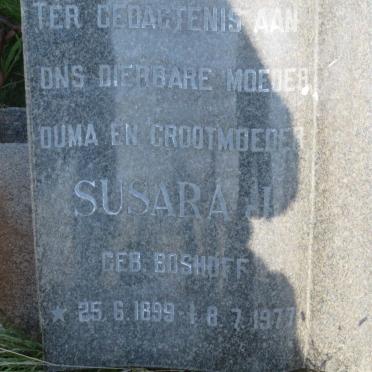 TER GEDAGTENIS AAN
ONS DIERBARE MOEDER
OUMA EN GROOTMOEDER
SUSARA J.
GEB. BOSHOFF
★ 25.6.1899 - † 8.7.1977